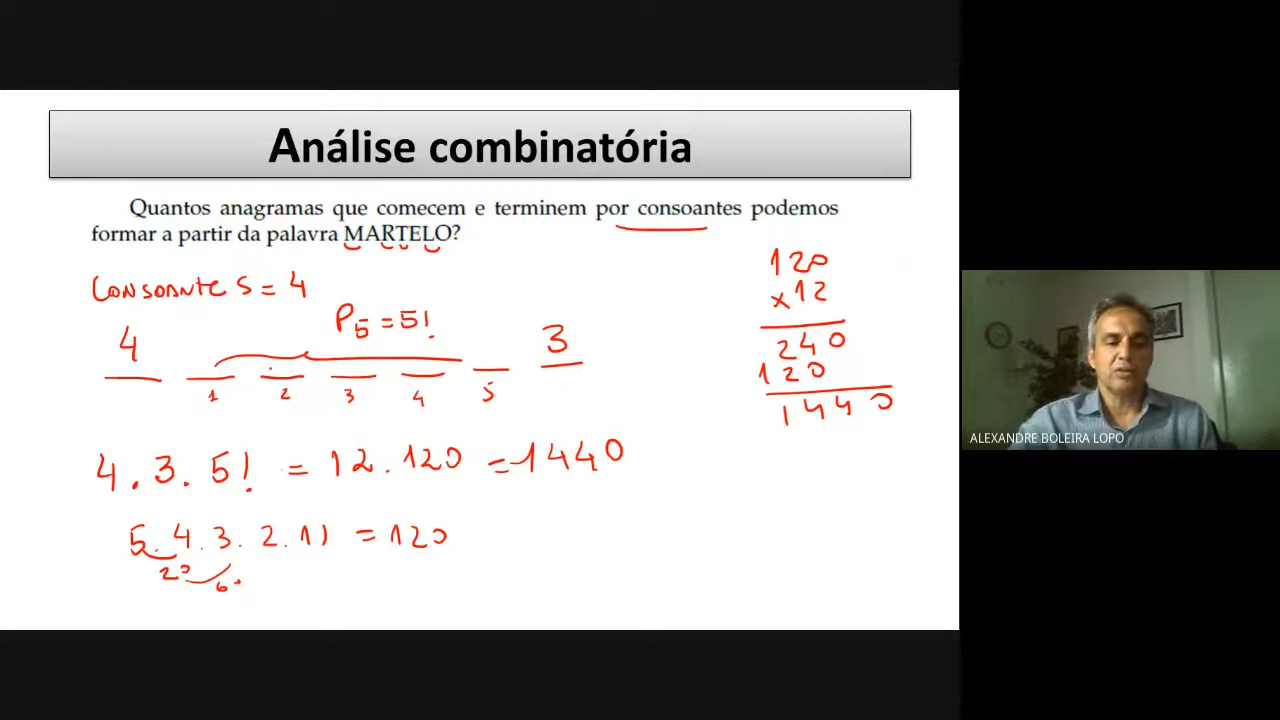 Análise combinatória
Quantos anagramas que comecem e terminem por consoantes podemos
formar a partir da palavra MARTELO?
CONSOANTES = 4
P5 = 5!
4 3
1 2 3 4 5
4 . 3 . 5! = 12 . 120 = 1440
5 . 4 . 3 . 2 . 1 = 120
20 60
120
x12
240
120
1440
ALEXANDRE BOLEIRA LOPO